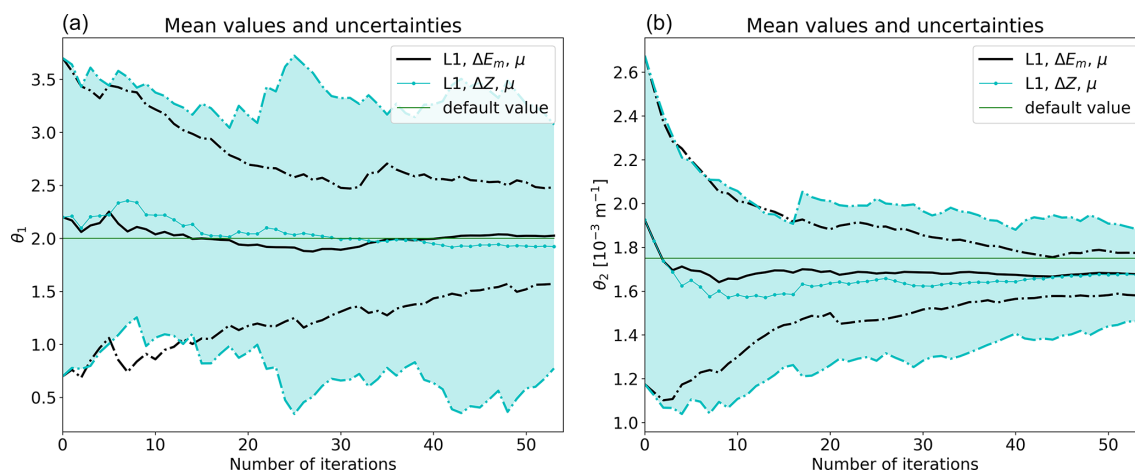 (a)
Mean values and uncertainties
L1, ΔE_m, μ
L1, ΔZ, μ
default value
θ_1
3.5
3.0
2.5
2.0
1.5
1.0
0.5
0 10 20 30 40 50
Number of iterations
(b)
Mean values and uncertainties
L1, ΔE_m, μ
L1, ΔZ, μ
default value
θ_2 [10⁻³ m⁻¹]
2.6
2.4
2.2
2.0
1.8
1.6
1.4
1.2
1.0
0 10 20 30 40 50
Number of iterations